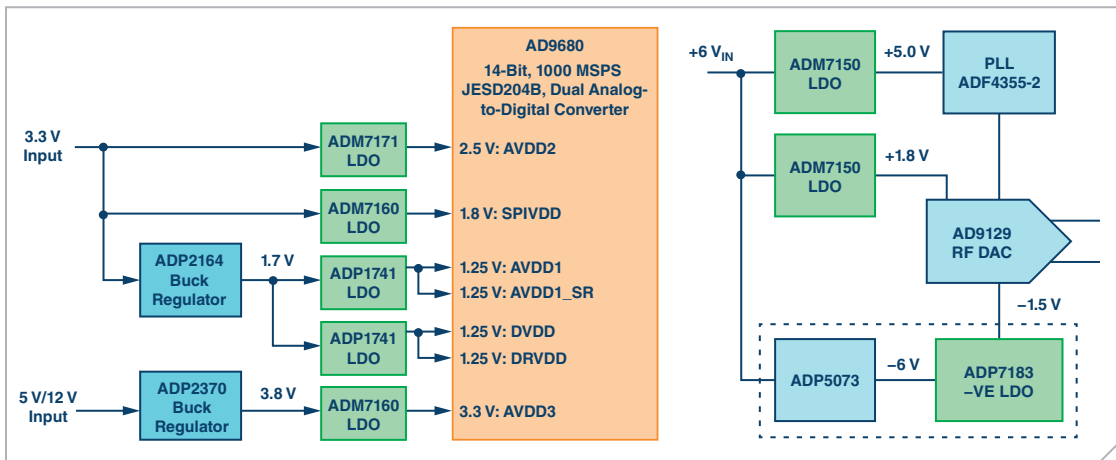 3.3 V
Input
5 V/12 V
Input
ADP2164
Buck
Regulator
1.7 V
ADP2370
Buck
Regulator
3.8 V
ADM7171
LDO
ADM7160
LDO
ADP1741
LDO
ADP1741
LDO
ADM7160
LDO
AD9680
14-Bit, 1000 MSPS
JESD204B, Dual Analog-
to-Digital Converter
2.5 V: AVDD2
1.8 V: SPIVDD
1.25 V: AVDD1
1.25 V: AVDD1_SR
1.25 V: DVDD
1.25 V: DRVDD
3.3 V: AVDD3
+6 VIN
ADM7150
LDO
+5.0 V
PLL
ADF4355-2
ADM7150
LDO
+1.8 V
AD9129
RF DAC
−1.5 V
ADP5073
−6 V
ADP7183
−VE LDO